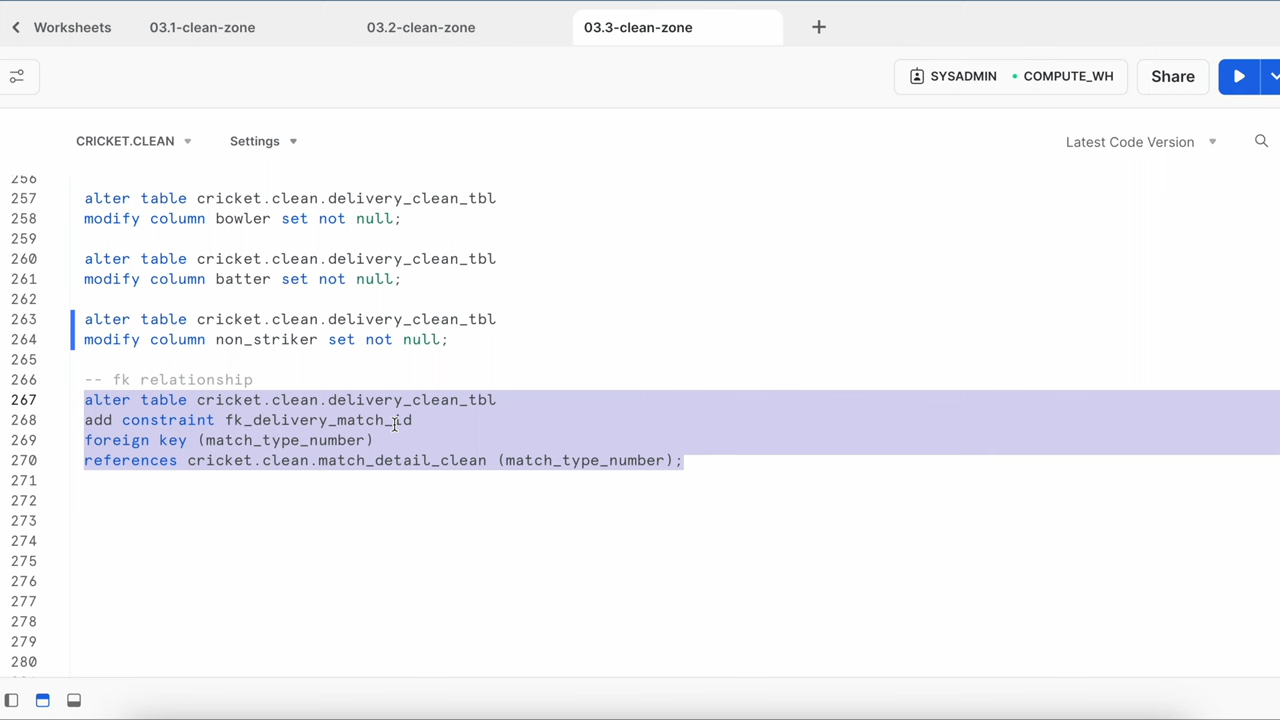 Worksheets
03.1-clean-zone
03.2-clean-zone
03.3-clean-zone
SYSADMIN
COMPUTE_WH
Share
CRICKET.CLEAN
Settings
Latest Code Version
256
257 alter table cricket.clean.delivery_clean_tbl
258 modify column bowler set not null;
259
260 alter table cricket.clean.delivery_clean_tbl
261 modify column batter set not null;
262
263 alter table cricket.clean.delivery_clean_tbl
264 modify column non_striker set not null;
265
266 -- fk relationship
267 alter table cricket.clean.delivery_clean_tbl
268 add constraint fk_delivery_match_id
269 foreign key (match_type_number)
270 references cricket.clean.match_detail_clean (match_type_number);
271
272
273
274
275
276
277
278
279
280